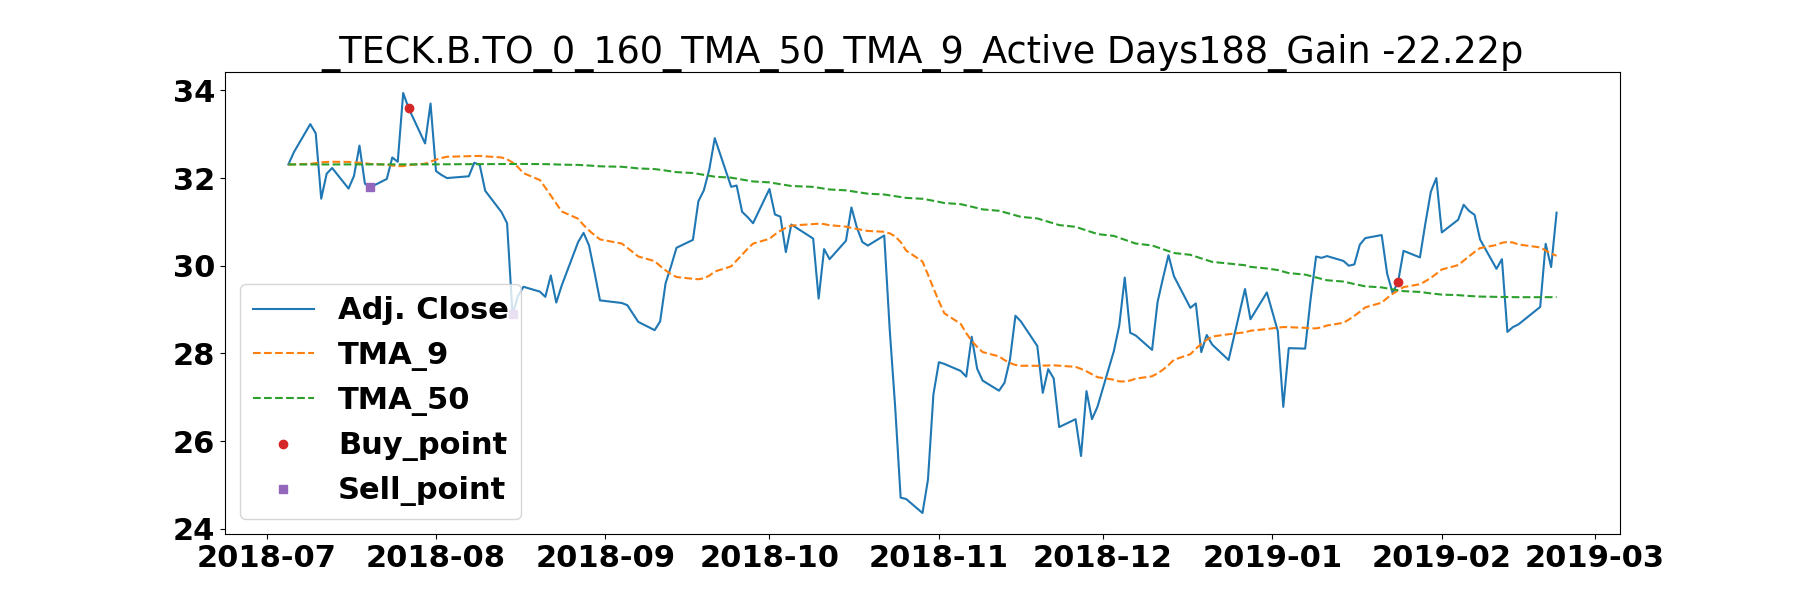 _TECK.B.TO_0_160_TMA_50_TMA_9_Active Days188_Gain -22.22p
34
32
30
28
26
24
Adj. Close
TMA_9
TMA_50
Buy_point
Sell_point
2018-07 2018-08 2018-09 2018-10 2018-11 2018-12 2019-01 2019-02 2019-03